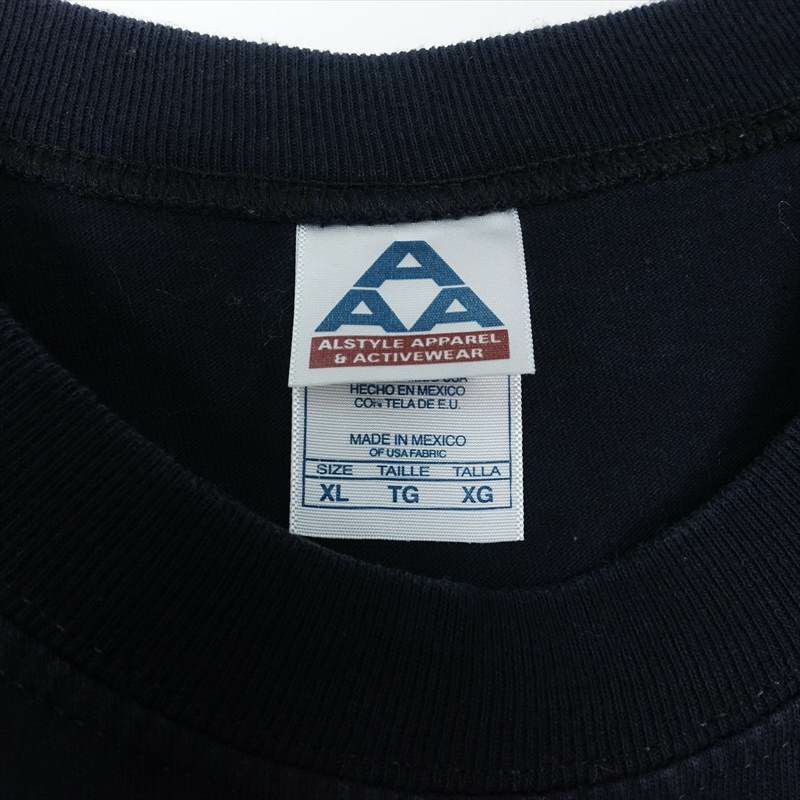 A
A A
ALSTYLE APPAREL
& ACTIVEWEAR
USA
HECHO EN MEXICO
CON TELA DE E.U.
MADE IN MEXICO
OF USA FABRIC
SIZE TAILLE TALLA
XL TG XG